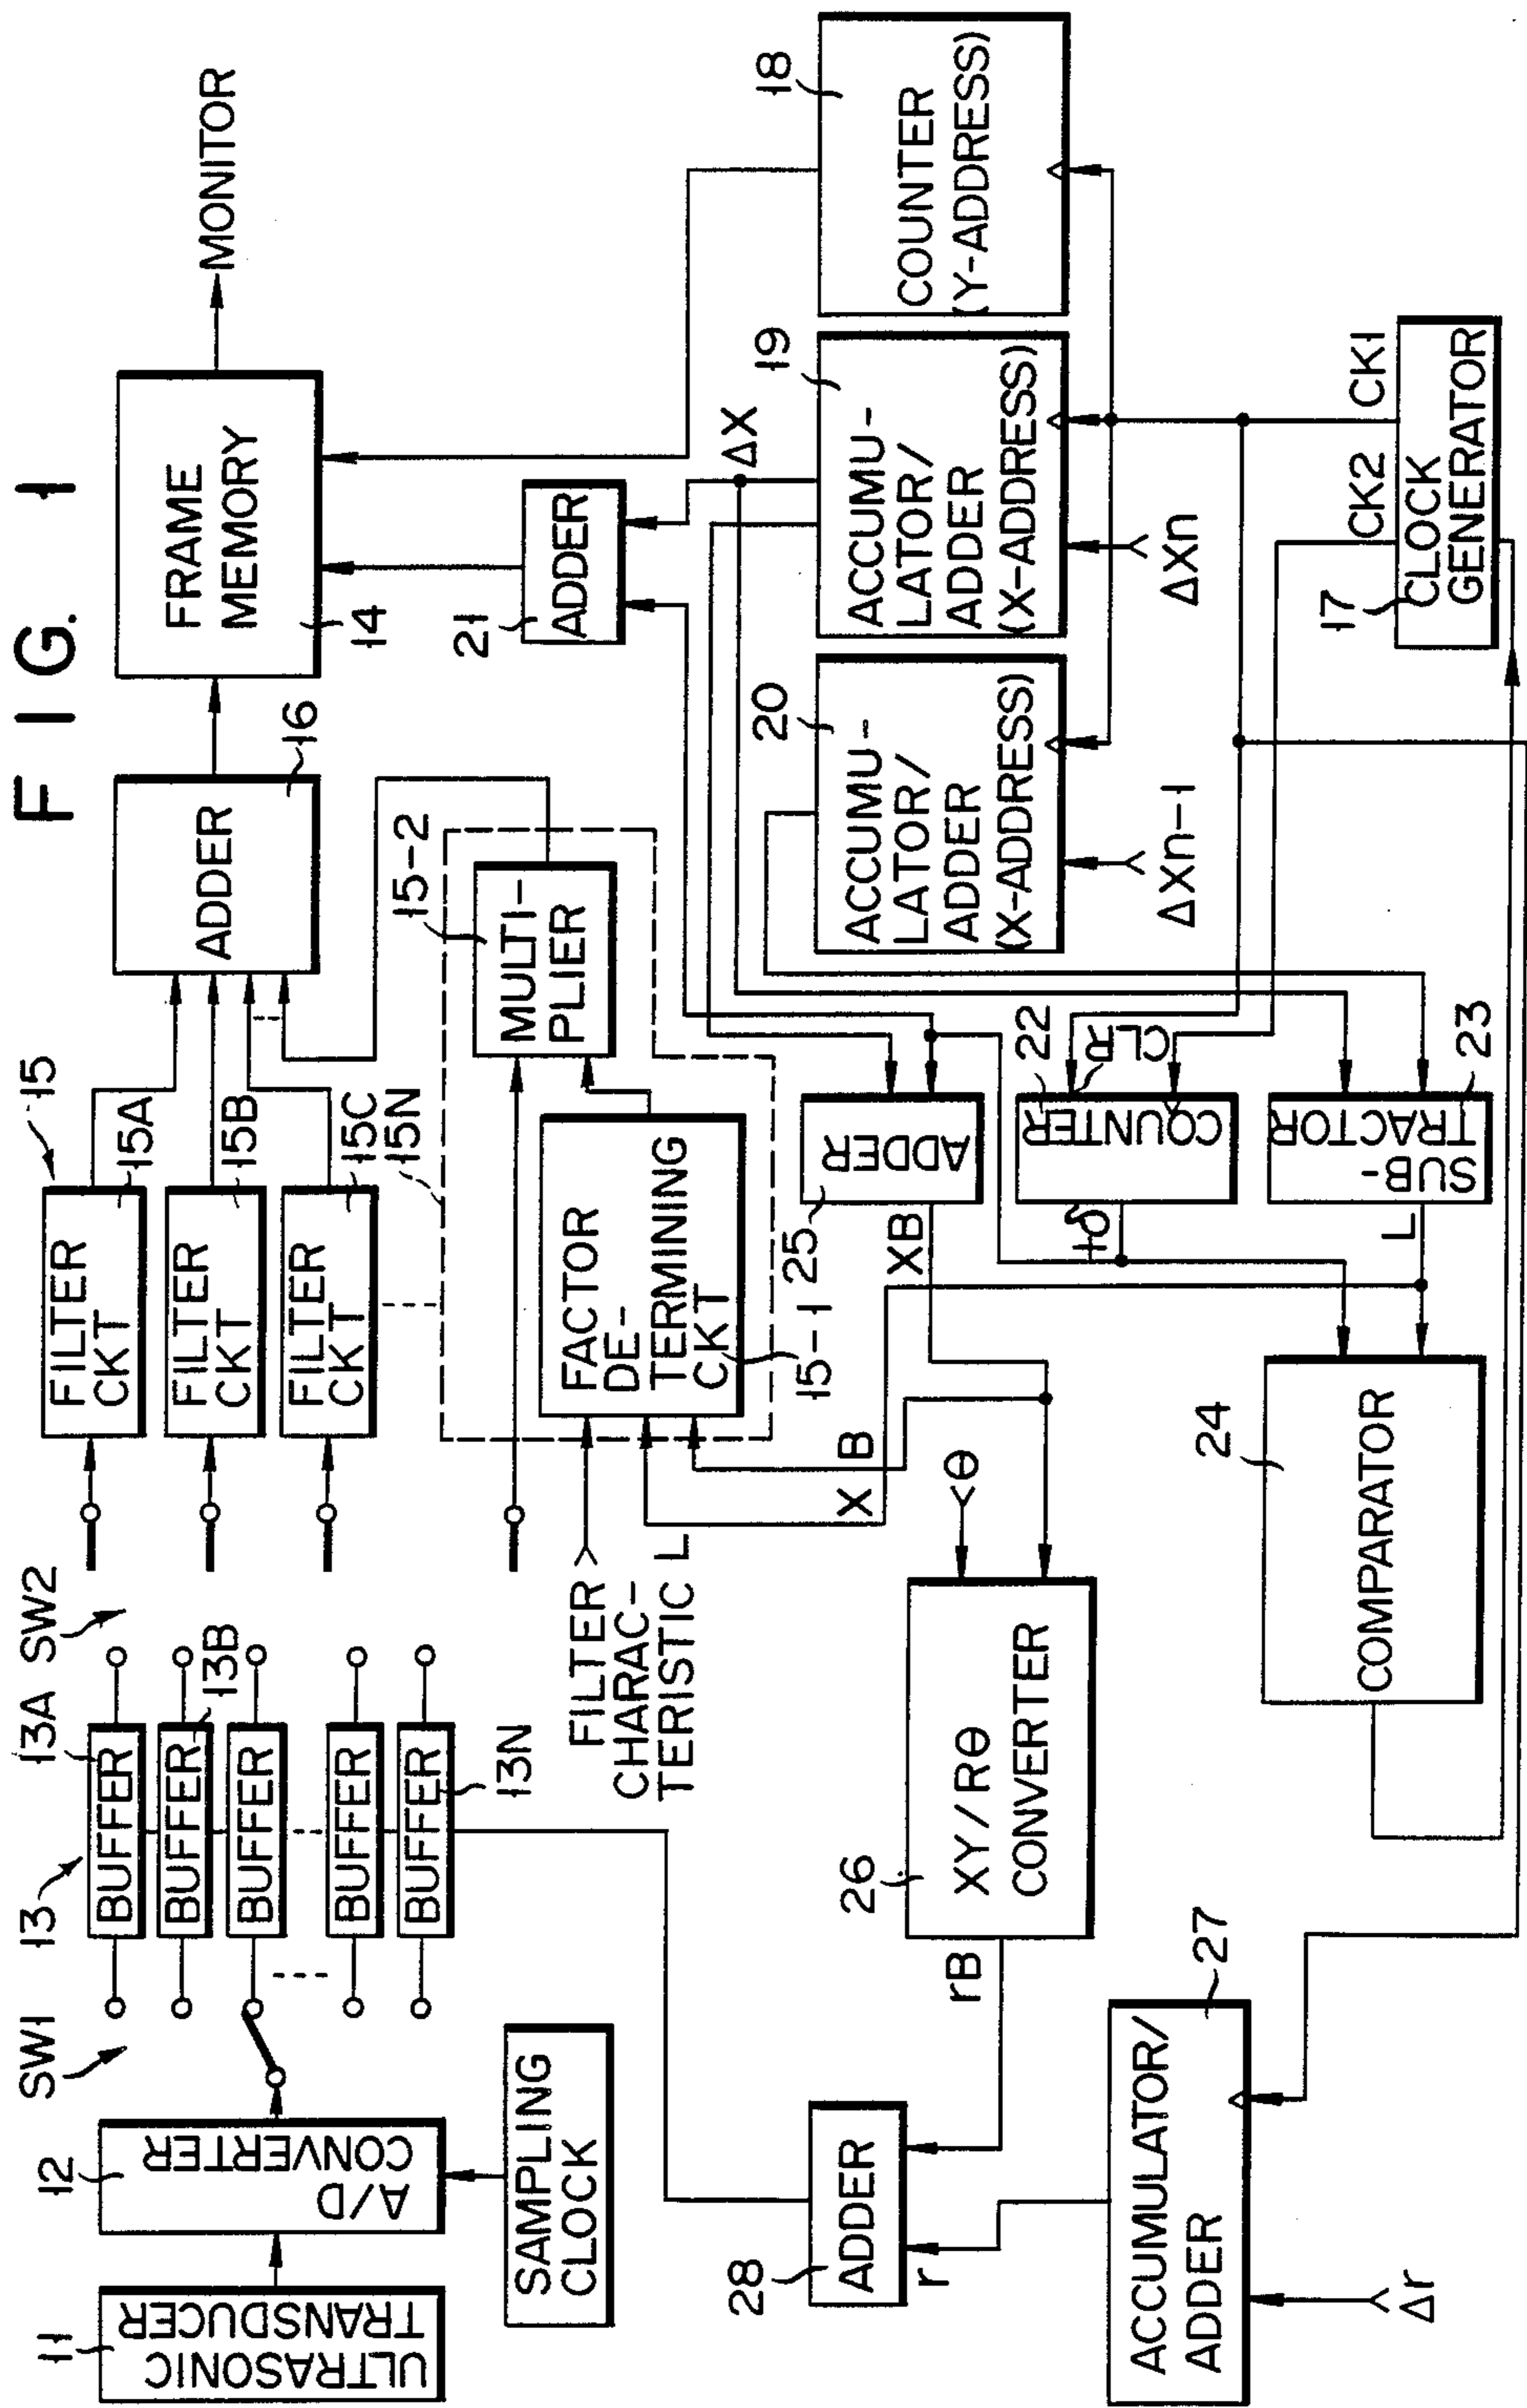 FIG. 1
11
ULTRASONIC
TRANSDUCER
12
A/D
CONVERTER
SAMPLING
CLOCK
SW1
13
13A
SW2
BUFFER
BUFFER
13B
BUFFER
BUFFER
BUFFER
13N
15
FILTER
CKT
15A
FILTER
CKT
15B
FILTER
CKT
15C
15N
ADDER
16
FRAME
MEMORY
14
MONITOR
15-2
MULTI-
PLIER
FACTOR
DE-
TERMINING
CKT
15-1
FILTER
CHARAC-
TERISTIC
L
X
B
21
ADDER
ΔX
18
COUNTER
(Y-ADDRESS)
19
ACCUMU-
LATOR/
ADDER
(X-ADDRESS)
ΔXn
20
ACCUMU-
LATOR/
ADDER
(X-ADDRESS)
ΔXn-1
25
ADDER
XB
22
COUNTER
CLR
+δ
23
SUB-
TRACTOR
L
CK2
CK1
17
CLOCK
GENERATOR
24
COMPARATOR
<θ
26
XY/Rθ
CONVERTER
rB
28
ADDER
r
27
ACCUMULATOR/
ADDER
Δr